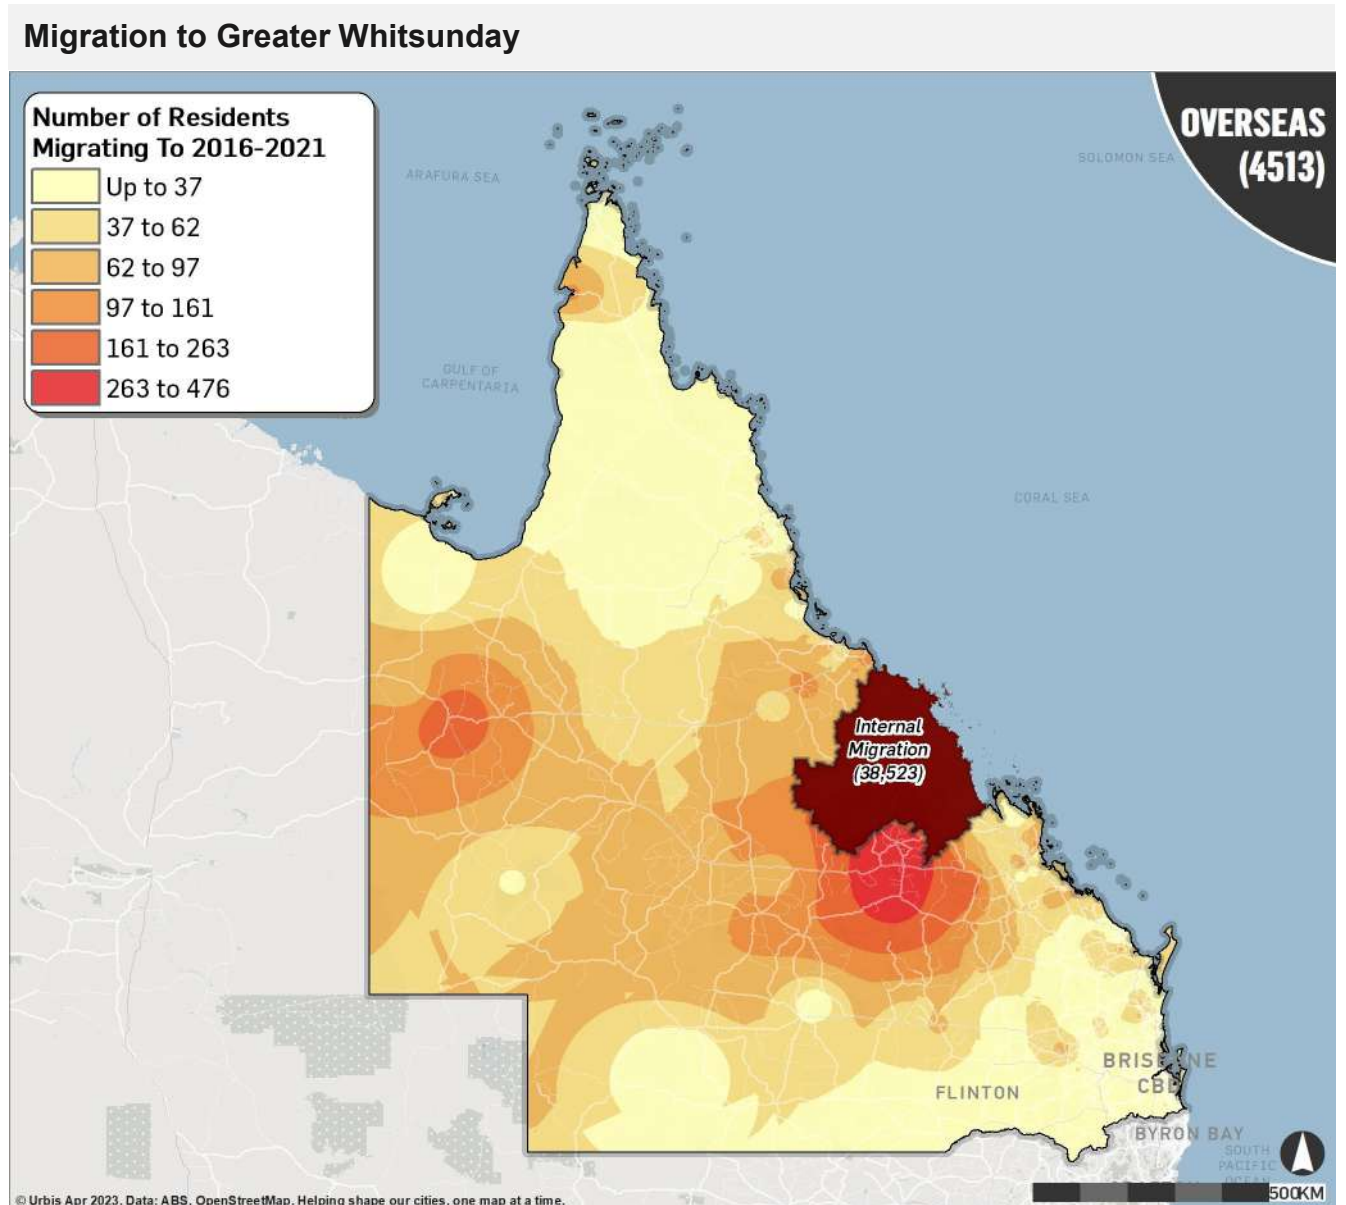 Migration to Greater Whitsunday
Number of Residents
Migrating To 2016-2021
Up to 37
37 to 62
62 to 97
97 to 161
161 to 263
263 to 476
OVERSEAS
(4513)
ARAFURA SEA
SOLOMON SEA
GULF OF
CARPENTARIA
CORAL SEA
Internal
Migration
(38,523)
FLINTON
BRISBANE
CBD
BYRON BAY
SOUTH
PACIFIC
OCEAN
500KM
© Urbis Apr 2023. Data: ABS, OpenStreetMap. Helping shape our cities, one map at a time.